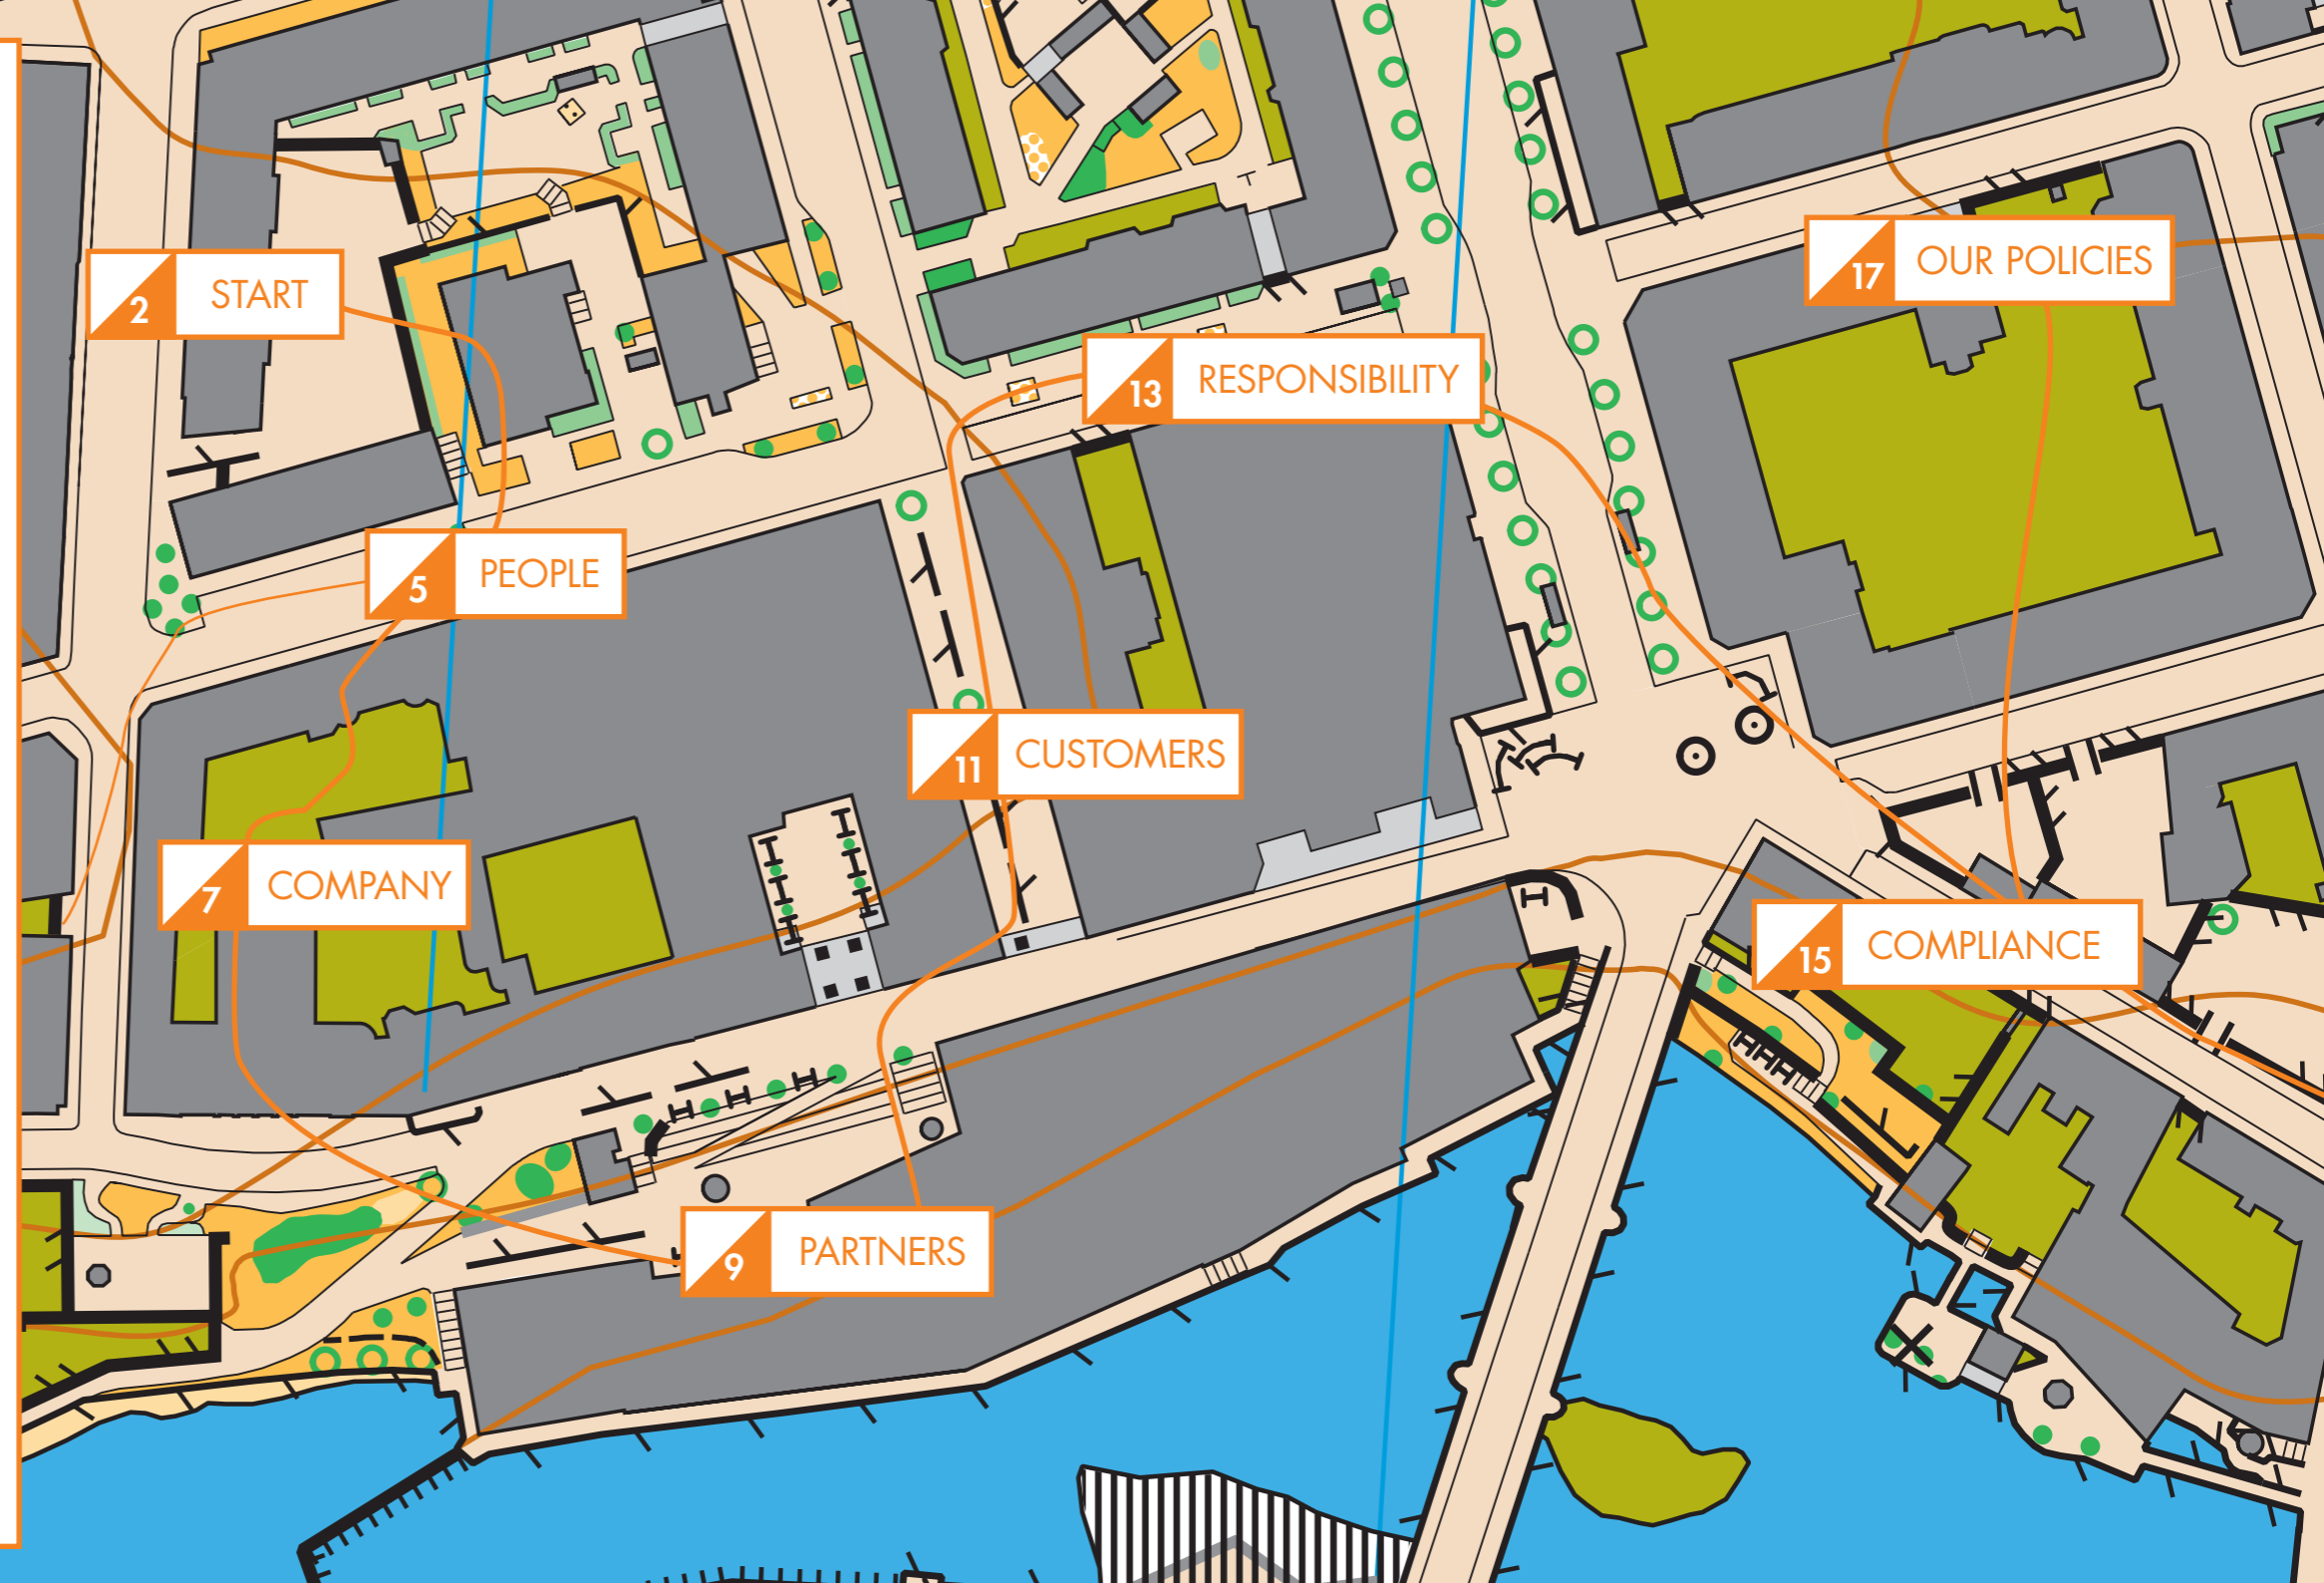 2 START
5 PEOPLE
7 COMPANY
9 PARTNERS
11 CUSTOMERS
13 RESPONSIBILITY
15 COMPLIANCE
17 OUR POLICIES